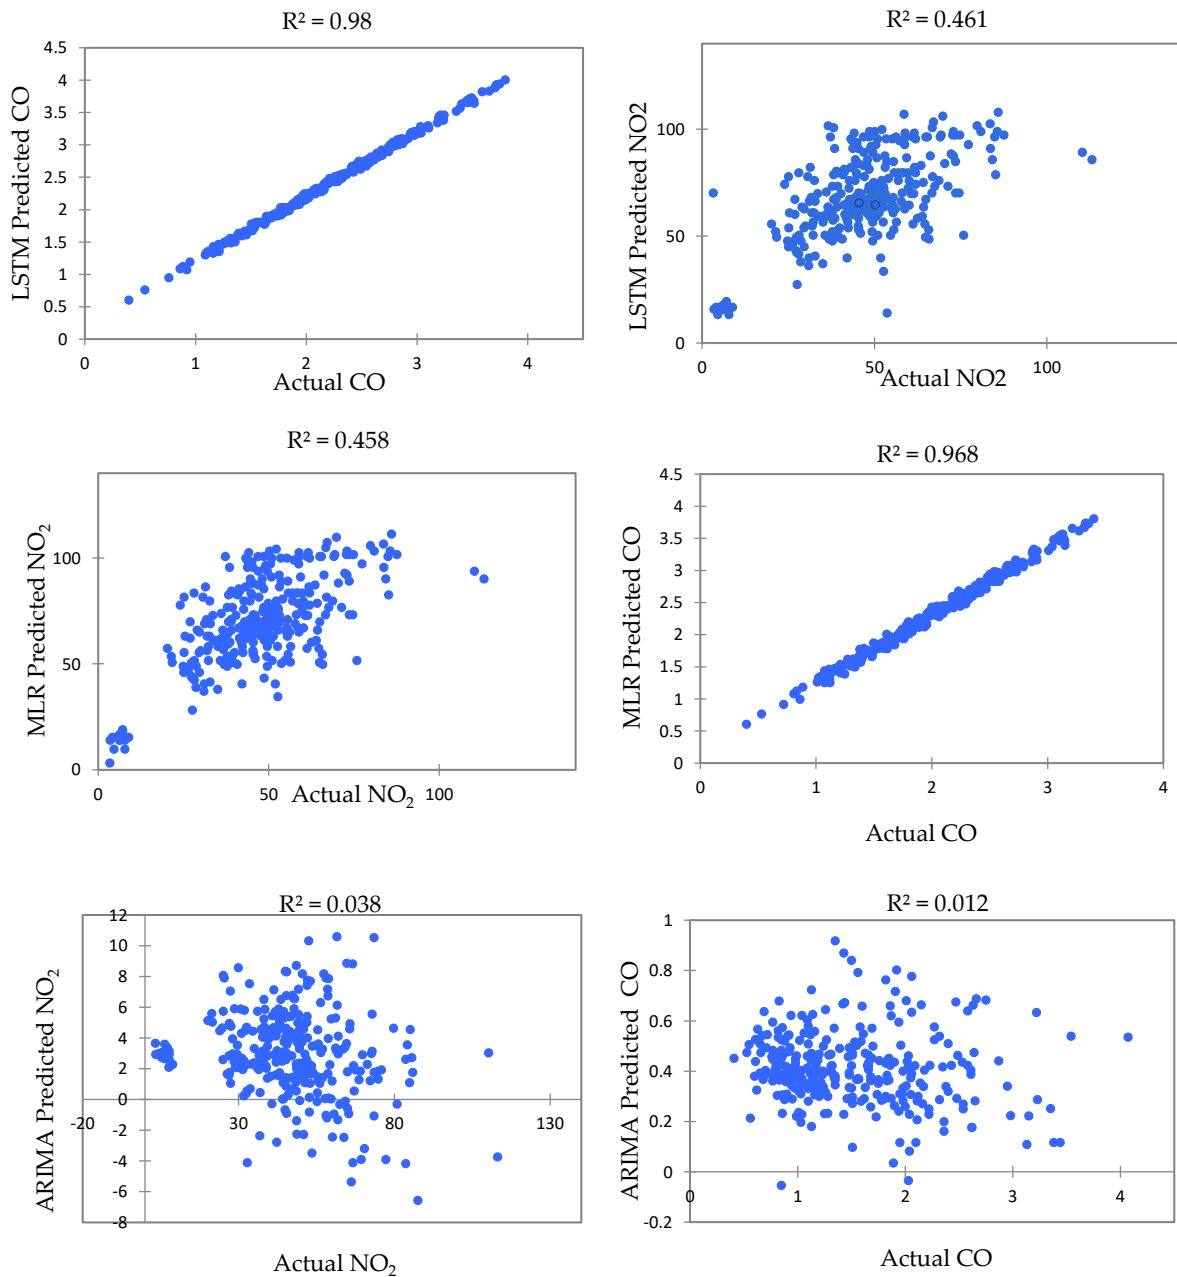 R² = 0.98
LSTM Predicted CO
4.5
4
3.5
3
2.5
2
1.5
1
0.5
0
0 1 2 3 4
Actual CO
R² = 0.461
LSTM Predicted NO2
100
50
0
0 50 100
Actual NO2
R² = 0.458
MLR Predicted NO₂
100
50
0
0 50 100
Actual NO₂
R² = 0.968
MLR Predicted CO
4.5
4
3.5
3
2.5
2
1.5
1
0.5
0
0 1 2 3 4
Actual CO
R² = 0.038
ARIMA Predicted NO₂
12
10
8
6
4
2
0
-2
-4
-6
-8
-20 30 80 130
Actual NO₂
R² = 0.012
ARIMA Predicted CO
1
0.8
0.6
0.4
0.2
0
-0.2
0 1 2 3 4
Actual CO